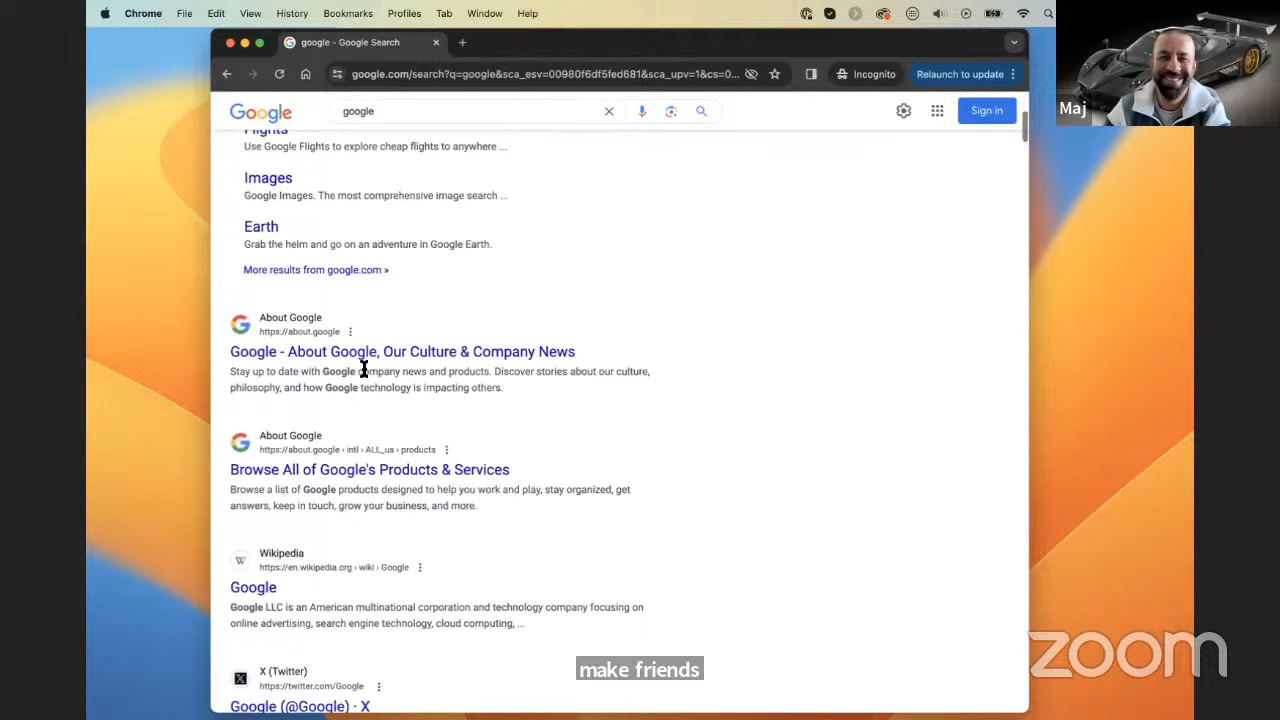 Chrome File Edit View History Bookmarks Profiles Tab Window Help
google - Google Search
google.com/search?q=google&sca_esv=00980f6df5fed681&sca_upv=1&cs=0...
Incognito
Relaunch to update
Google
google
Sign in
Maj
Flights
Use Google Flights to explore cheap flights to anywhere ...
Images
Google Images. The most comprehensive image search ...
Earth
Grab the helm and go on an adventure in Google Earth.
More results from google.com »
About Google
https://about.google
Google - About Google, Our Culture & Company News
Stay up to date with Google company news and products. Discover stories about our culture,
philosophy, and how Google technology is impacting others.
About Google
https://about.google › intl › ALL_us › products
Browse All of Google's Products & Services
Browse a list of Google products designed to help you work and play, stay organized, get
answers, keep in touch, grow your business, and more.
Wikipedia
https://en.wikipedia.org › wiki › Google
Google
Google LLC is an American multinational corporation and technology company focusing on
online advertising, search engine technology, cloud computing, ...
X (Twitter)
https://twitter.com/Google
Google (@Google) · X
make friends
zoom